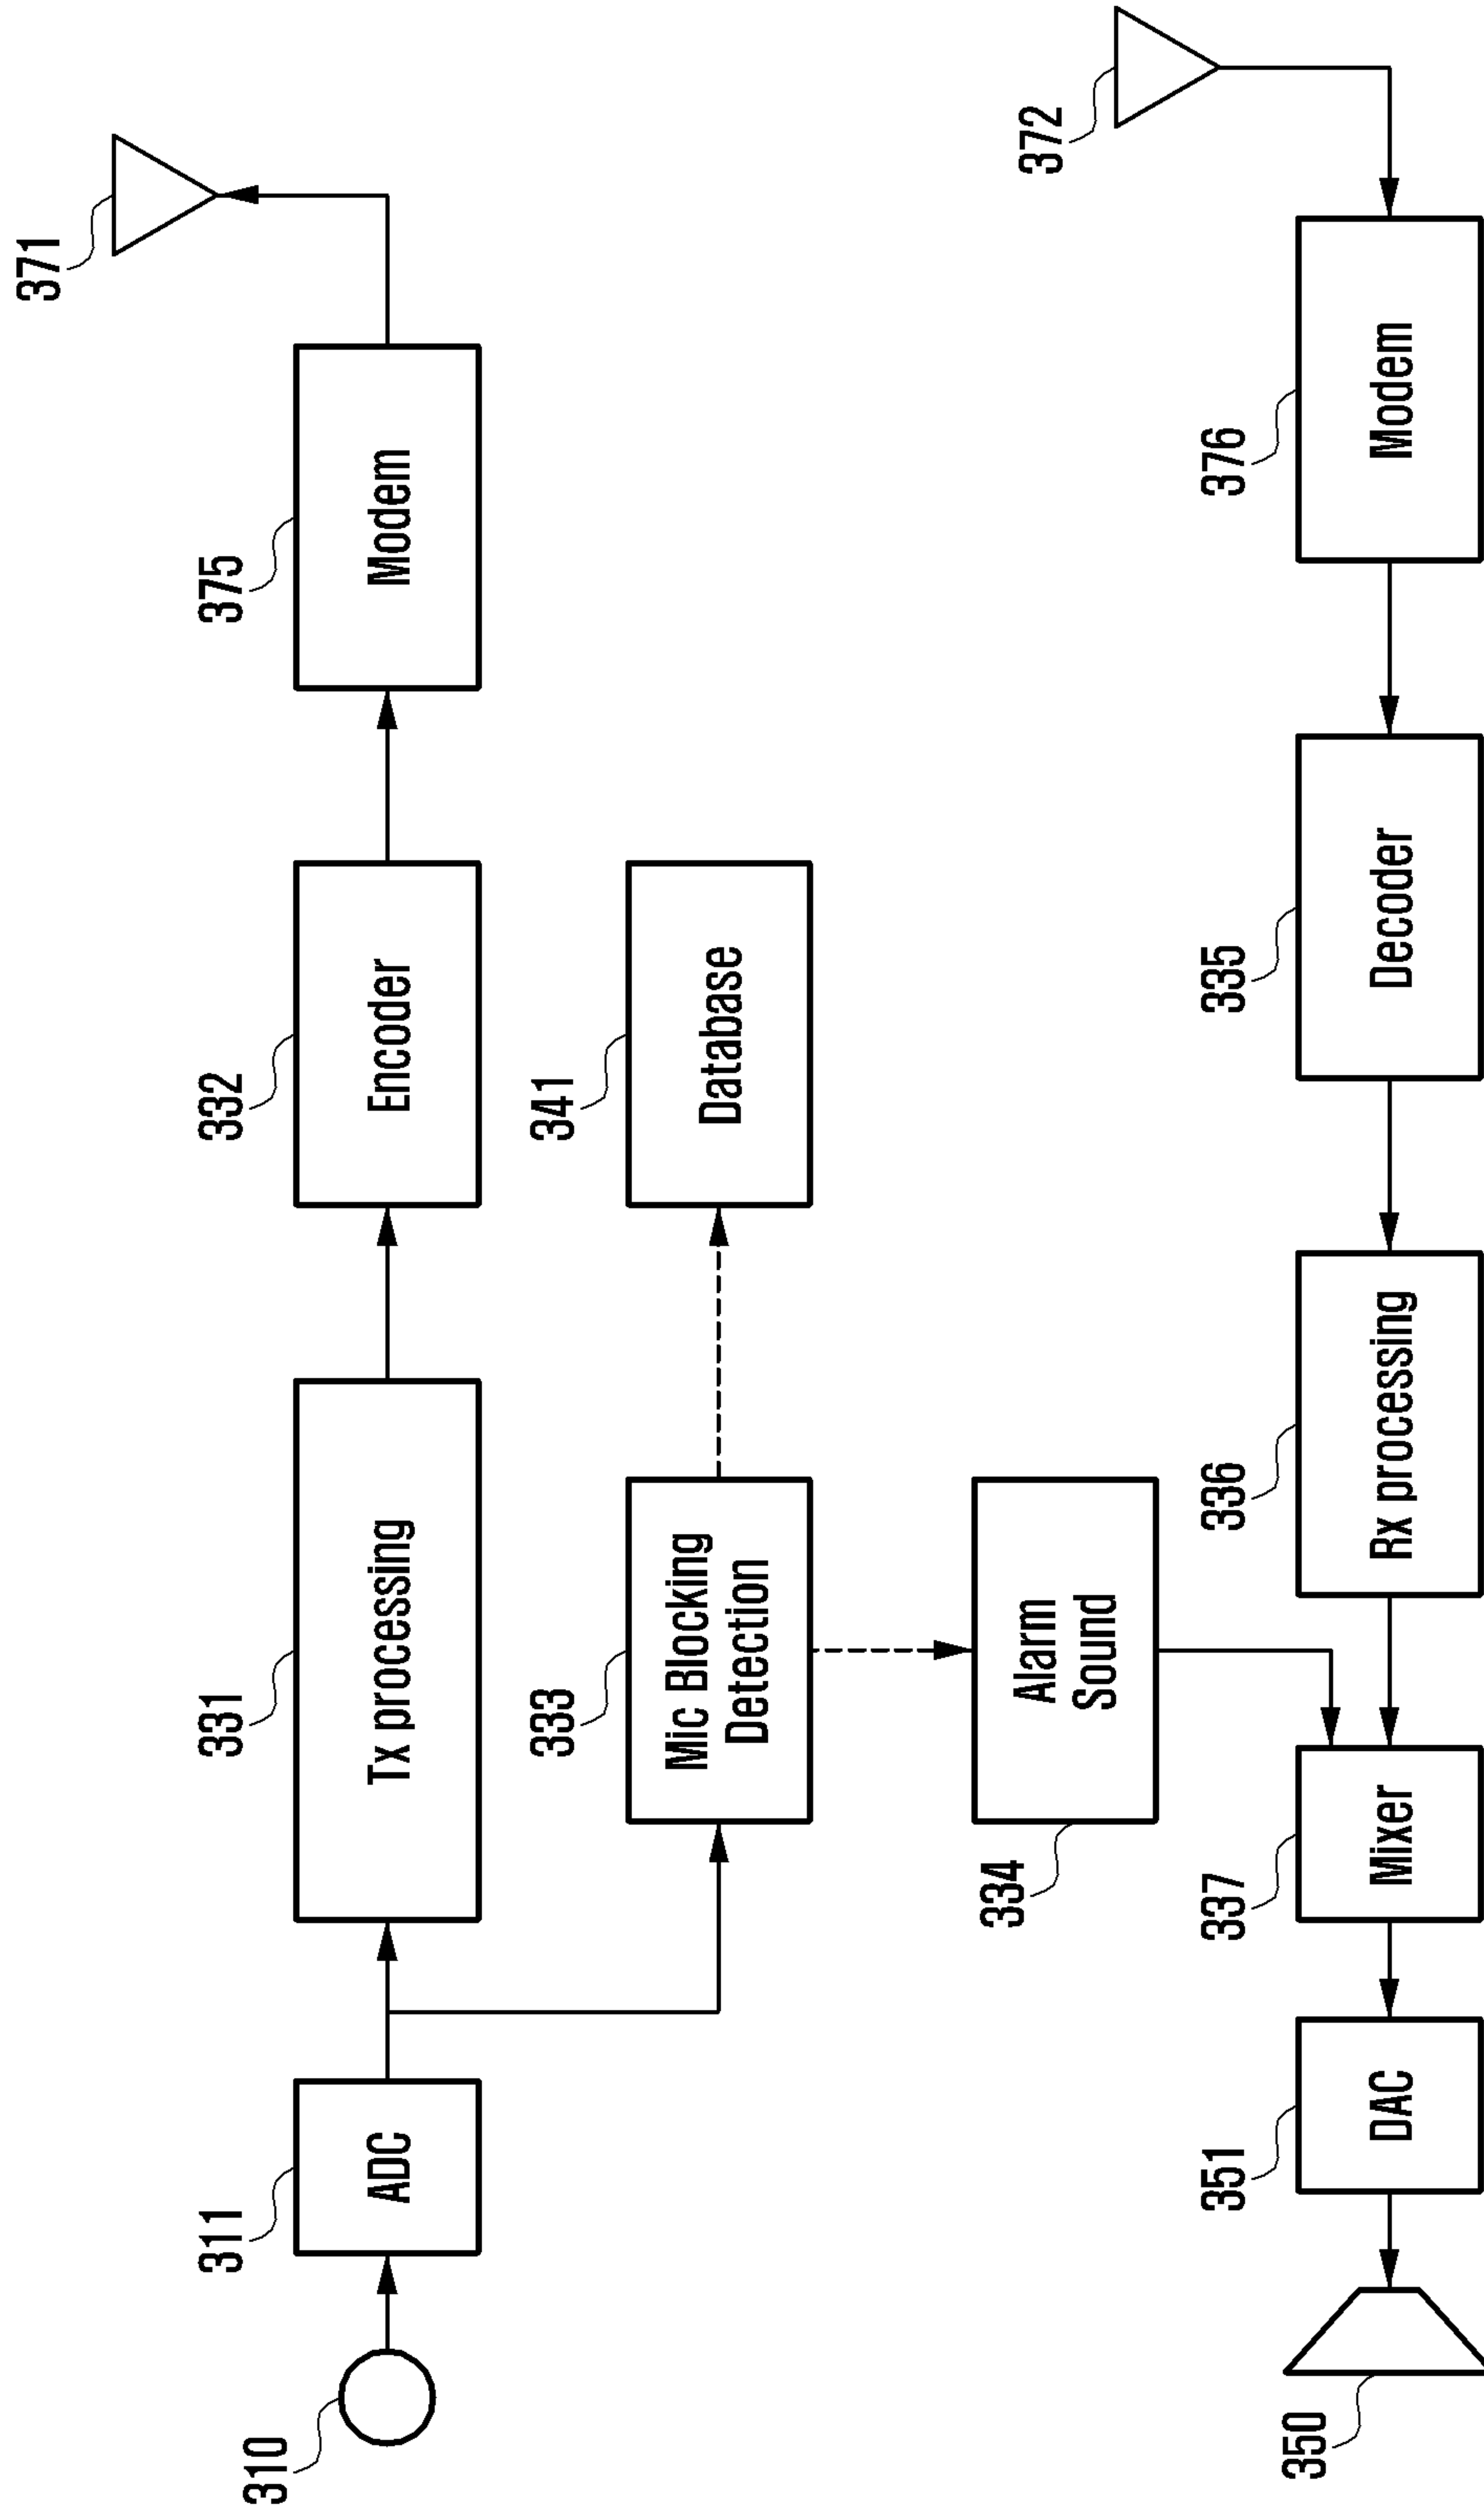 371
311
ADC
331
Tx processing
332
Encoder
375
Modem
310
333
Mic Blocking
Detection
341
Database
334
Alarm
Sound
372
350
351
DAC
337
Mixer
336
Rx processing
335
Decoder
376
Modem